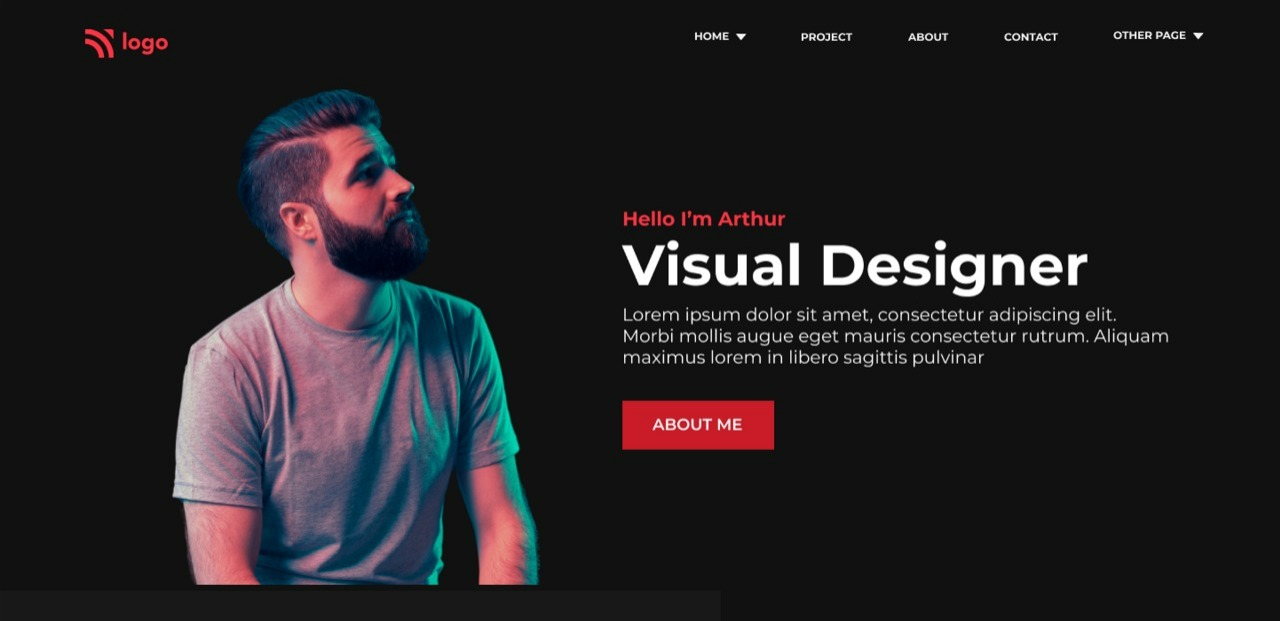 logo
HOME
PROJECT
ABOUT
CONTACT
OTHER PAGE
Hello I’m Arthur
Visual Designer
Lorem ipsum dolor sit amet, consectetur adipiscing elit.
Morbi mollis augue eget mauris consectetur rutrum. Aliquam
maximus lorem in libero sagittis pulvinar
ABOUT ME